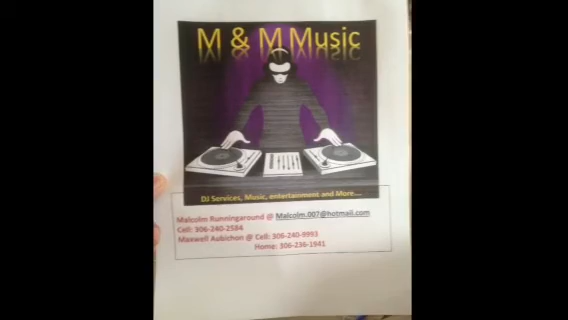 M & M Music
DJ Services, Music, entertainment and More....
Malcolm Runningaround @ Malcolm.007@hotmail.com
Cell: 306-240-2584
Maxwell Aubichon @ Cell: 306-240-9993
Home: 306-236-1941